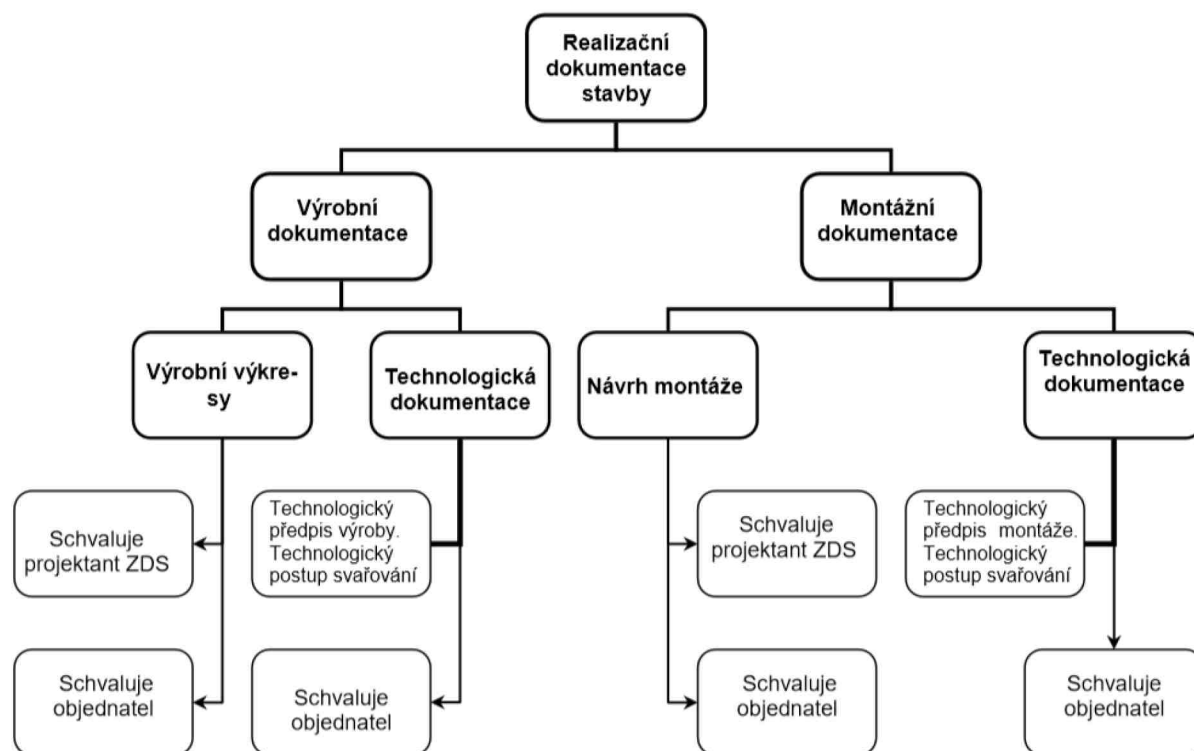 Realizační
dokumentace
stavby
Výrobní
dokumentace
Montážní
dokumentace
Výrobní výkre-
sy
Technologická
dokumentace
Návrh montáže
Technologická
dokumentace
Schvaluje
projektant ZDS
Technologický
předpis výroby.
Technologický
postup svařování
Schvaluje
projektant ZDS
Technologický
předpis montáže.
Technologický
postup svařování
Schvaluje
objednatel
Schvaluje
objednatel
Schvaluje
objednatel
Schvaluje
objednatel